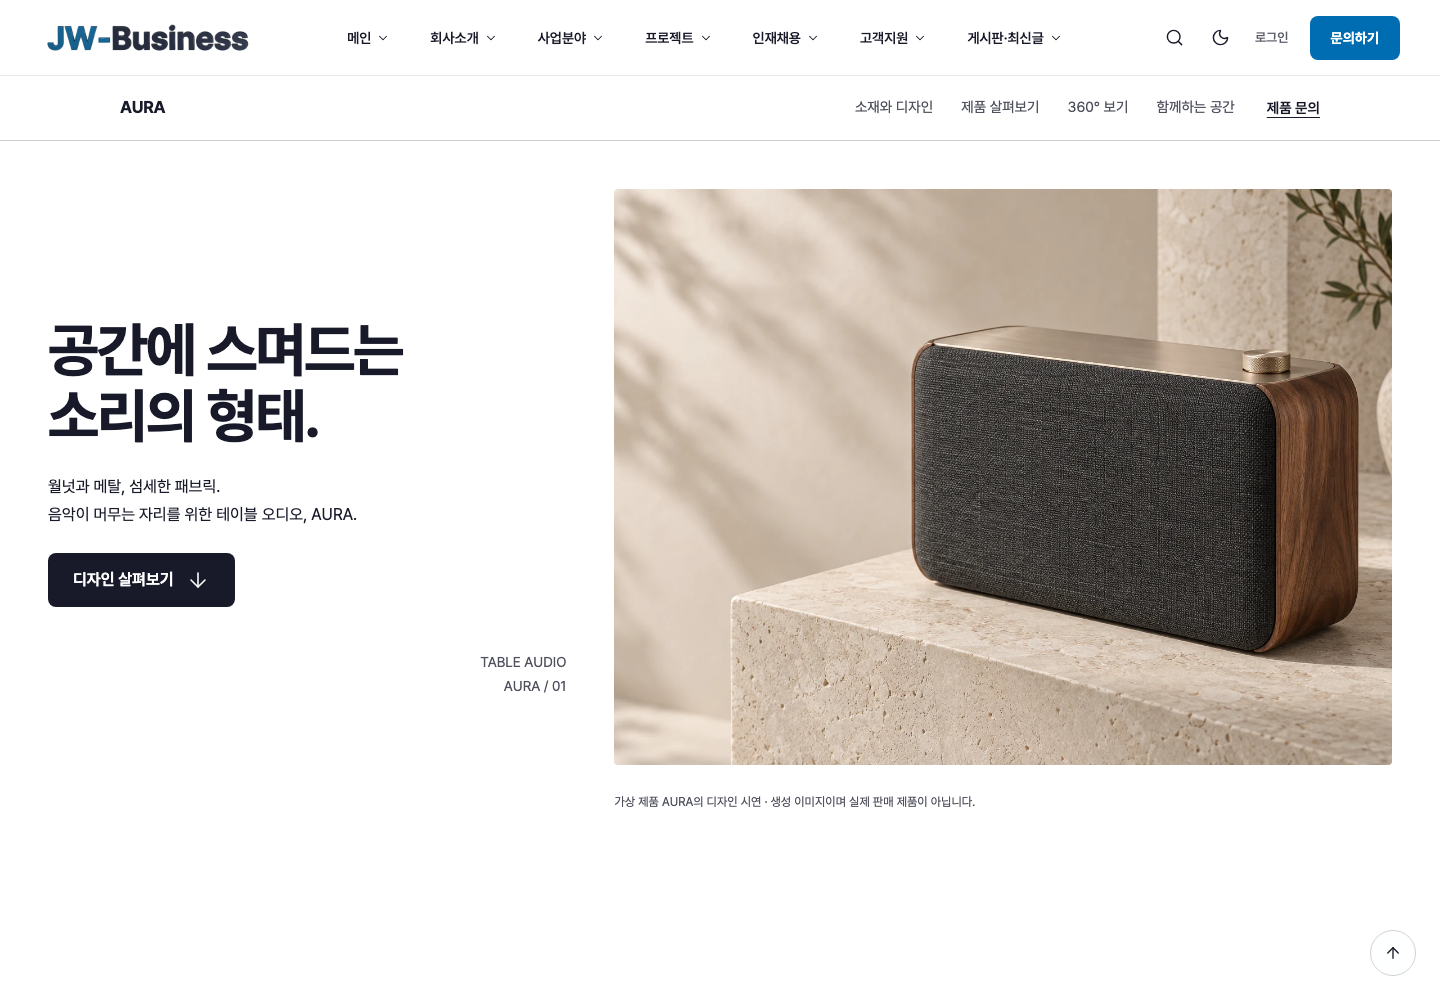 JW-Business
메인
회사소개
사업분야
프로젝트
인재채용
고객지원
게시판·최신글
로그인
문의하기
AURA
소재와 디자인
제품 살펴보기
360° 보기
함께하는 공간
제품 문의
공간에 스며드는
소리의 형태.
월넛과 메탈, 섬세한 패브릭.
음악이 머무는 자리를 위한 테이블 오디오, AURA.
디자인 살펴보기
TABLE AUDIO
AURA / 01
가상 제품 AURA의 디자인 시연 · 생성 이미지이며 실제 판매 제품이 아닙니다.